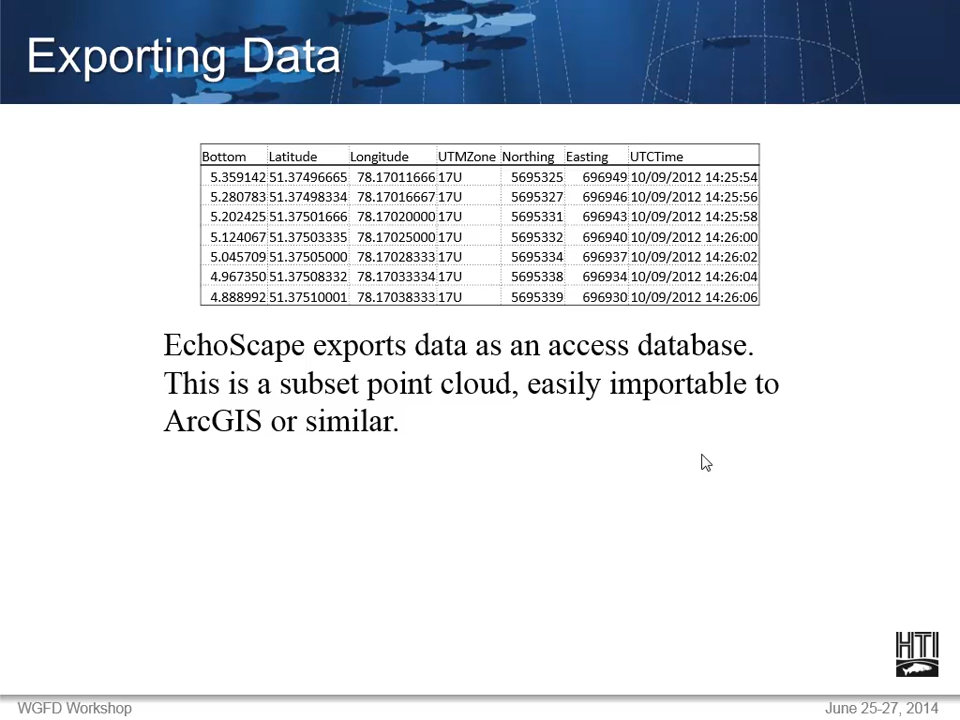 Exporting Data
Bottom Latitude Longitude UTMZone Northing Easting UTCTime
5.359142 51.37496665 78.17011666 17U 5695325 696949 10/09/2012 14:25:54
5.280783 51.37498334 78.17016667 17U 5695327 696946 10/09/2012 14:25:56
5.202425 51.37501666 78.17020000 17U 5695331 696943 10/09/2012 14:25:58
5.124067 51.37503335 78.17025000 17U 5695332 696940 10/09/2012 14:26:00
5.045709 51.37505000 78.17028333 17U 5695334 696937 10/09/2012 14:26:02
4.967350 51.37508332 78.17033334 17U 5695338 696934 10/09/2012 14:26:04
4.888992 51.37510001 78.17038333 17U 5695339 696930 10/09/2012 14:26:06
EchoScape exports data as an access database.
This is a subset point cloud, easily importable to
ArcGIS or similar.
HTI
WGFD Workshop
June 25-27, 2014